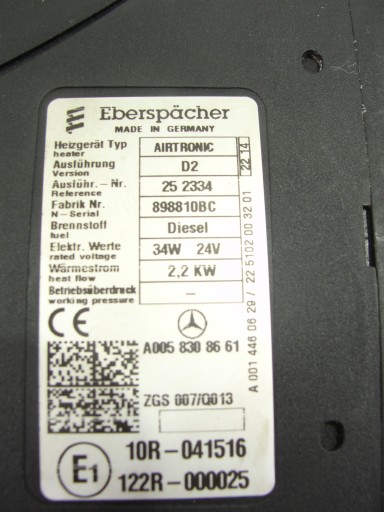 Eberspächer
MADE IN GERMANY
Heizgerät Typ AIRTRONIC
heater
Ausführung D2
Version
Ausführ.-Nr. 25 2334
Reference
Fabrik Nr. 898810BC
N-Serial
Brennstoff Diesel
fuel
Elektr. Werte 34W 24V
rated voltage
Wärmestrom 2,2 KW
heat flow
Betriebsüberdruck –
working pressure
22 14
A 001 446 06 29 / 22 5102 00 3201
CE
A005 830 86 61
ZGS 007/Q013
E1
10R-041516
122R-000025